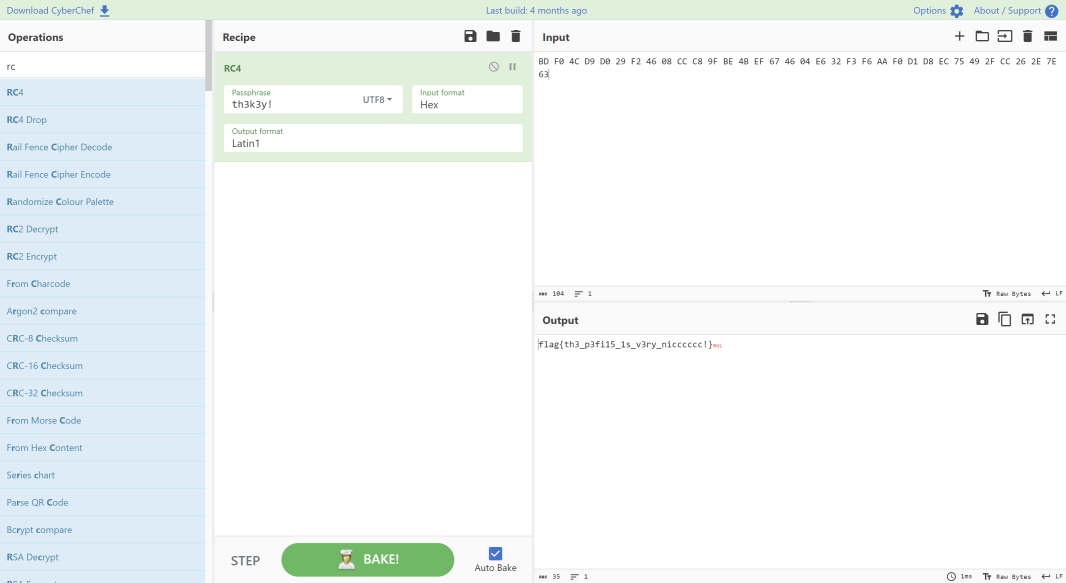 Download CyberChef
Last build: 4 months ago
Options
About / Support
Operations
rc
RC4
RC4 Drop
Rail Fence Cipher Decode
Rail Fence Cipher Encode
Randomize Colour Palette
RC2 Decrypt
RC2 Encrypt
From Charcode
Argon2 compare
CRC-8 Checksum
CRC-16 Checksum
CRC-32 Checksum
From Morse Code
From Hex Content
Series chart
Parse QR Code
Bcrypt compare
RSA Decrypt
Recipe
RC4
Passphrase
th3k3y!
UTF8
Input format
Hex
Output format
Latin1
STEP
BAKE!
Auto Bake
Input
BD F0 4C D9 D0 29 F2 46 08 CC C8 9F BE 4B EF 67 46 04 E6 32 F3 F6 AA F0 D1 D8 EC 75 49 2F CC 26 2E 7E
63
ABC 104 1
Tr Raw Bytes LF
Output
flag{th3_p3fi15_1s_v3ry_nicccccc!}NUL
ABC 35 1
1ms Tr Raw Bytes LF